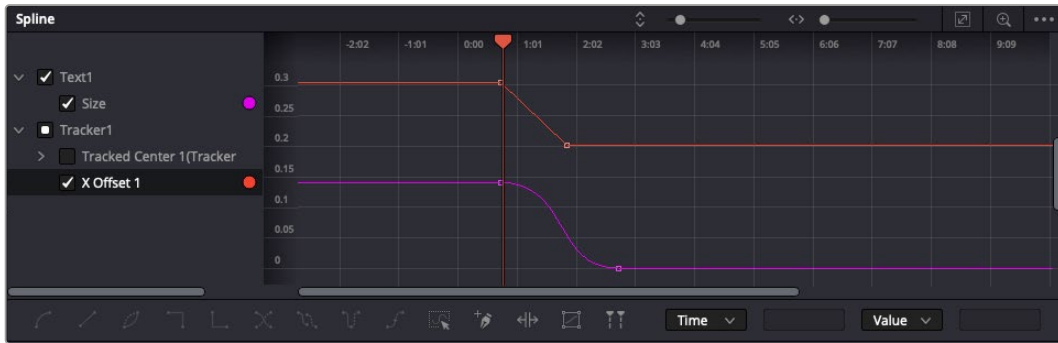 Spline
-2:02 -1:01 0:00 1:01 2:02 3:03 4:04 5:05 6:06 7:07 8:08 9:09
Text1
Size
Tracker1
Tracked Center 1(Tracker
X Offset 1
0.3
0.25
0.2
0.15
0.1
0.05
0
Time Value